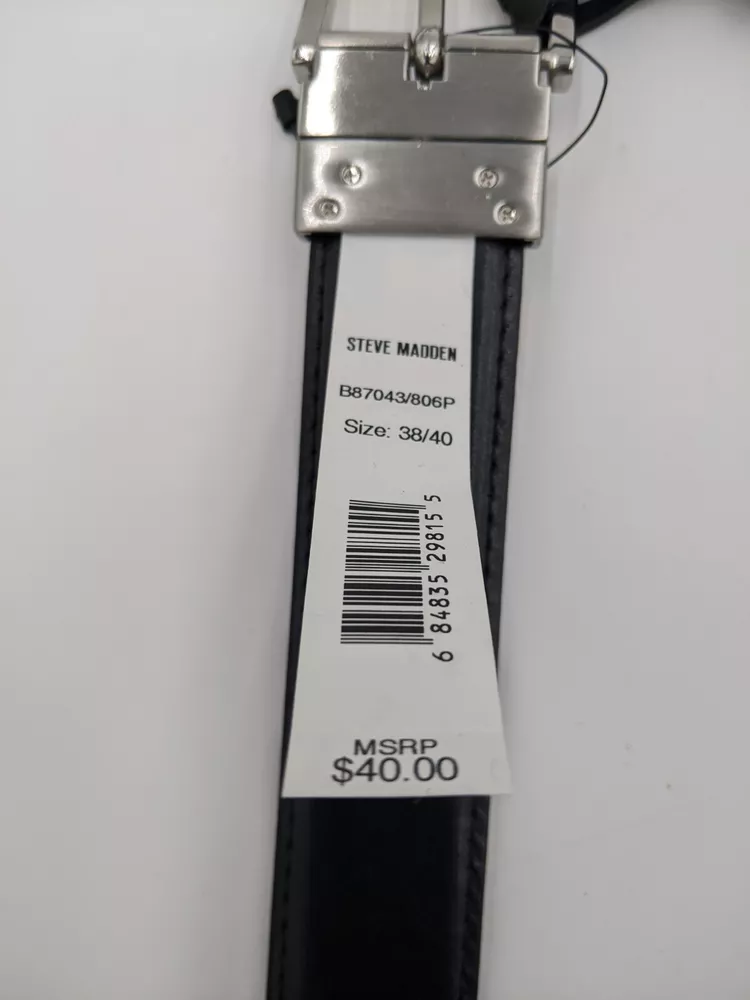 STEVE MADDEN
B87043/806P
Size: 38/40
6 84835 29815 5
MSRP
$40.00